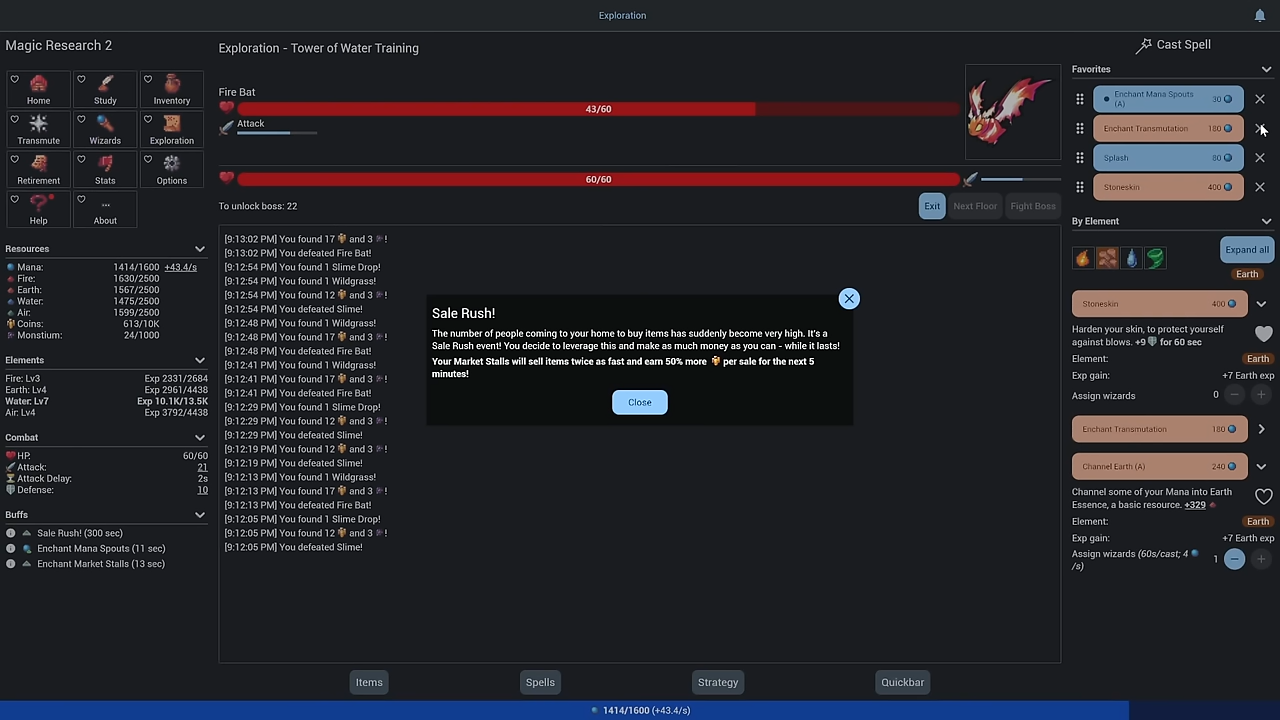 Exploration
Magic Research 2
Home
Study
Inventory
Transmute
Wizards
Exploration
Retirement
Stats
Options
Help
About
Resources
Mana: 1414/1600 +43.4/s
Fire: 1630/2500
Earth: 1567/2500
Water: 1475/2500
Air: 1599/2500
Coins: 613/10K
Monstium: 24/1000
Elements
Fire: Lv3 Exp 2331/2684
Earth: Lv4 Exp 2961/4438
Water: Lv7 Exp 10.1K/13.5K
Air: Lv4 Exp 3792/4438
Combat
HP: 60/60
Attack: 21
Attack Delay: 2s
Defense: 10
Buffs
Sale Rush! (300 sec)
Enchant Mana Spouts (11 sec)
Enchant Market Stalls (13 sec)
Exploration - Tower of Water Training
Fire Bat
43/60
Attack
60/60
To unlock boss: 22
Exit
Next Floor
Fight Boss
[9:13:02 PM] You found 17 and 3 !
[9:13:02 PM] You defeated Fire Bat!
[9:12:54 PM] You found 1 Slime Drop!
[9:12:54 PM] You found 1 Wildgrass!
[9:12:54 PM] You found 12 and 3 !
[9:12:54 PM] You defeated Slime!
[9:12:48 PM] You found 1 Wildgrass!
[9:12:48 PM] You found 17 and 3 !
[9:12:48 PM] You defeated Fire Bat!
[9:12:41 PM] You found 1 Wildgrass!
[9:12:41 PM] You found 17 and 3 !
[9:12:41 PM] You defeated Fire Bat!
[9:12:29 PM] You found 1 Slime Drop!
[9:12:29 PM] You found 12 and 3 !
[9:12:29 PM] You defeated Slime!
[9:12:19 PM] You found 12 and 3 !
[9:12:19 PM] You defeated Slime!
[9:12:13 PM] You found 1 Wildgrass!
[9:12:13 PM] You found 17 and 3 !
[9:12:13 PM] You defeated Fire Bat!
[9:12:05 PM] You found 1 Slime Drop!
[9:12:05 PM] You found 12 and 3 !
[9:12:05 PM] You defeated Slime!
Sale Rush!
The number of people coming to your home to buy items has suddenly become very high. It's a
Sale Rush event! You decide to leverage this and make as much money as you can - while it lasts!
Your Market Stalls will sell items twice as fast and earn 50% more per sale for the next 5
minutes!
Close
Items
Spells
Strategy
Quickbar
1414/1600 (+43.4/s)
Cast Spell
Favorites
Enchant Mana Spouts
(A) 30
Enchant Transmutation 180
Splash 80
Stoneskin 400
By Element
Expand all
Earth
Stoneskin 400
Harden your skin, to protect yourself
against blows. +9 for 60 sec
Element: Earth
Exp gain: +7 Earth exp
Assign wizards 0
Enchant Transmutation 180
Channel Earth (A) 240
Channel some of your Mana into Earth
Essence, a basic resource. +329
Element: Earth
Exp gain: +7 Earth exp
Assign wizards (60s/cast; 4
/s) 1